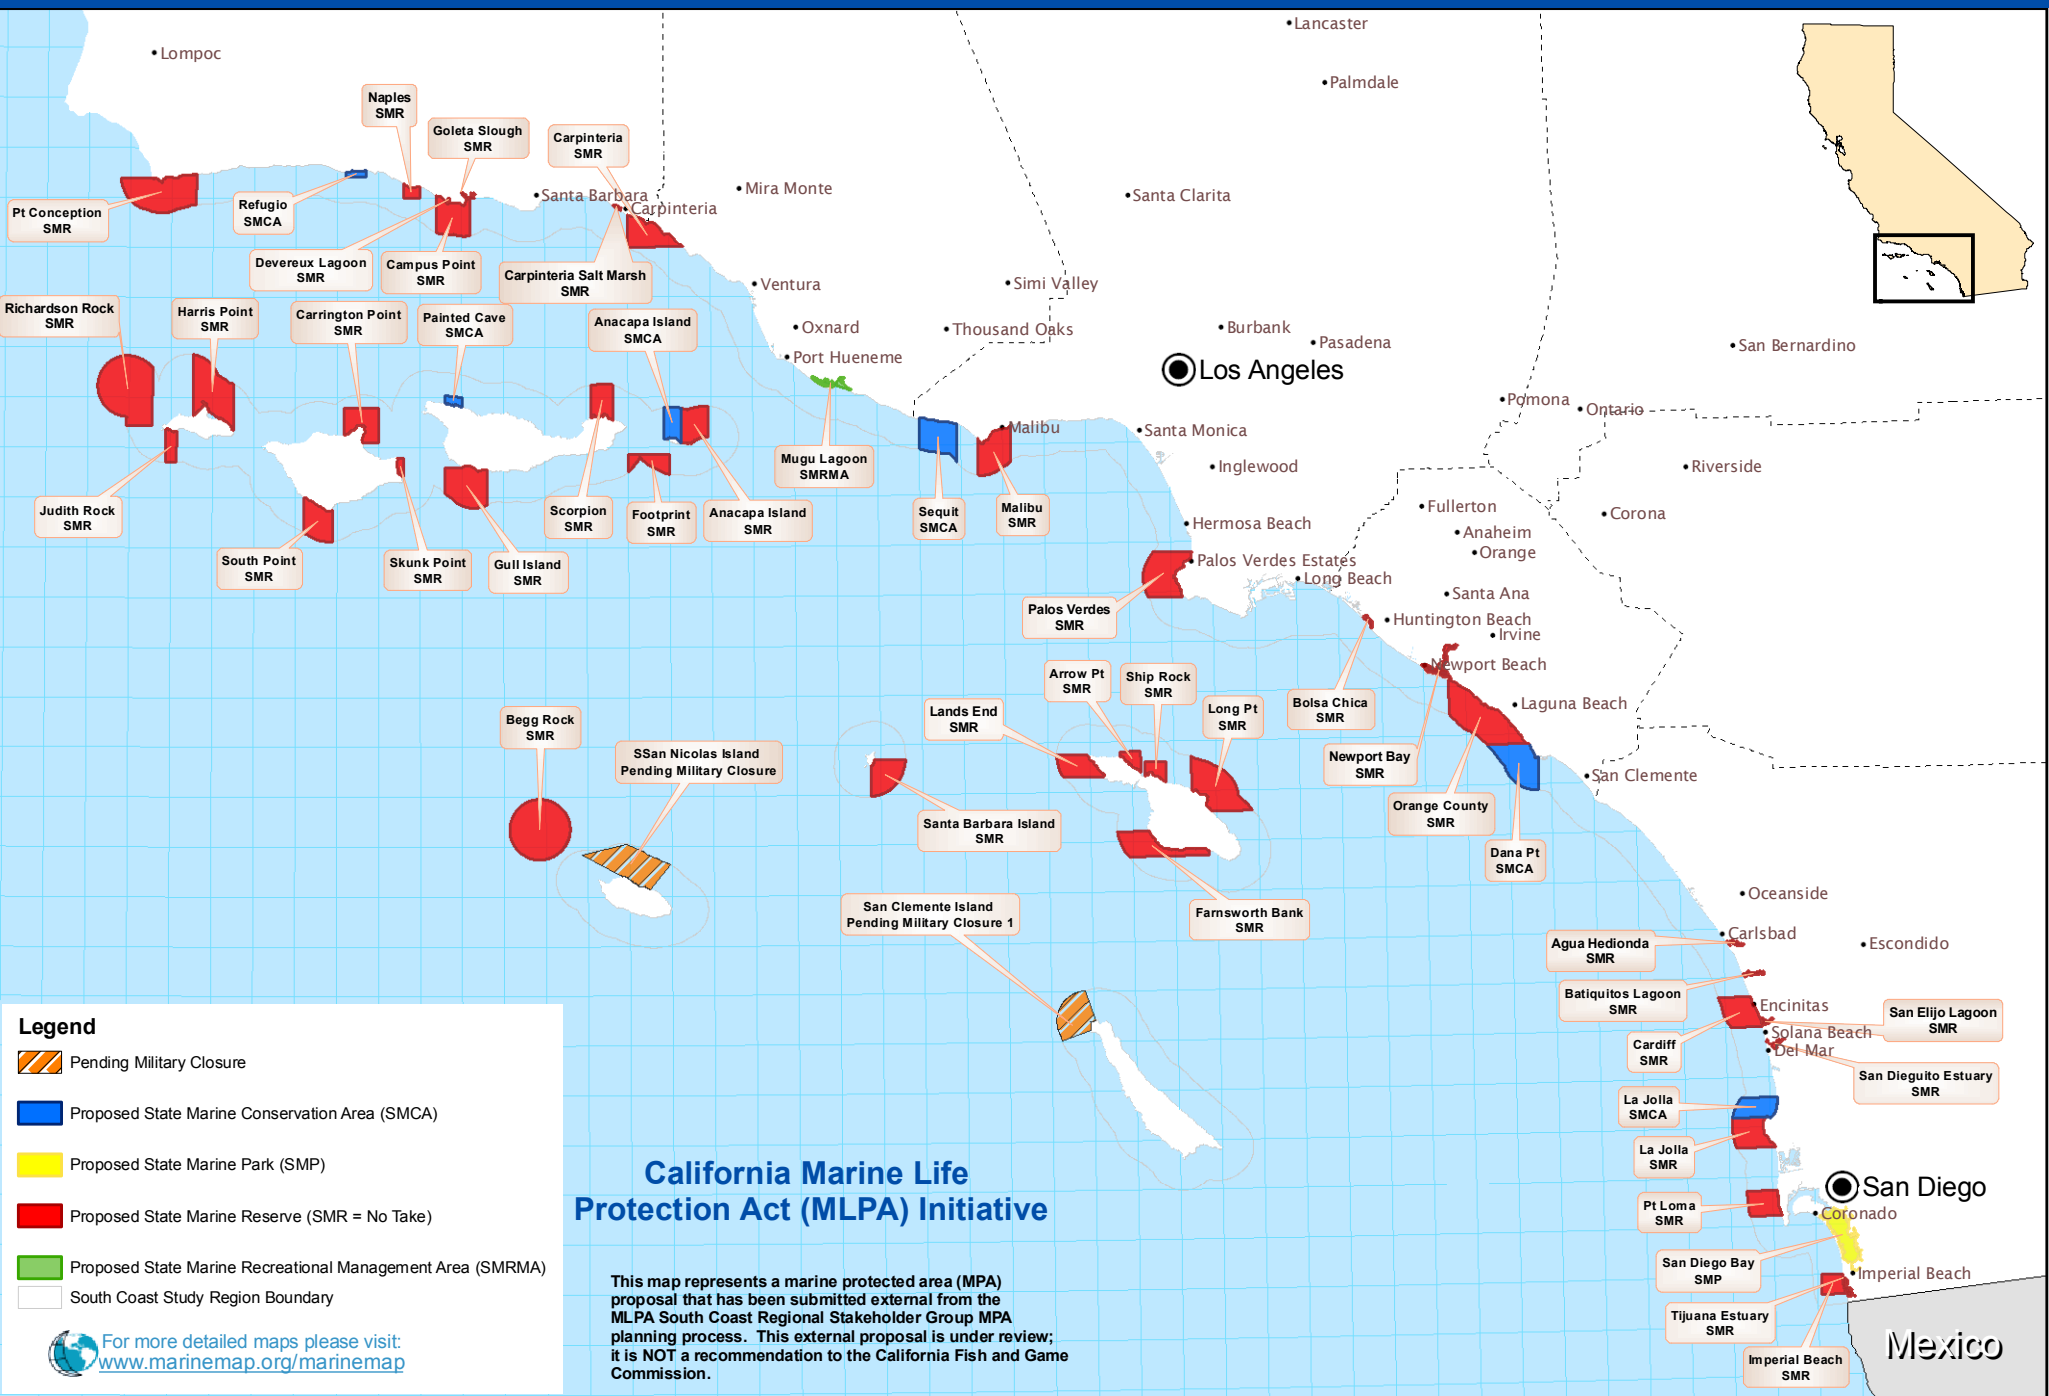 Lancaster
Lompoc
Palmdale
Naples
SMR
Goleta Slough
SMR
Carpinteria
SMR
Santa Barbara
Mira Monte
Santa Clarita
Carpinteria
Pt Conception
SMR
Refugio
SMCA
Devereux Lagoon
SMR
Campus Point
SMR
Carpinteria Salt Marsh
SMR
Ventura
Simi Valley
Richardson Rock
SMR
Harris Point
SMR
Carrington Point
SMR
Painted Cave
SMCA
Anacapa Island
SMCA
Oxnard
Thousand Oaks
Burbank
Pasadena
San Bernardino
Port Hueneme
Los Angeles
Pomona
Ontario
Malibu
Santa Monica
Mugu Lagoon
SMRMA
Inglewood
Riverside
Judith Rock
SMR
South Point
SMR
Skunk Point
SMR
Gull Island
SMR
Scorpion
SMR
Footprint
SMR
Anacapa Island
SMR
Sequit
SMCA
Malibu
SMR
Hermosa Beach
Fullerton
Corona
Anaheim
Orange
Palos Verdes Estates
Long Beach
Santa Ana
Palos Verdes
SMR
Huntington Beach
Irvine
Newport Beach
Arrow Pt
SMR
Ship Rock
SMR
Lands End
SMR
Long Pt
SMR
Bolsa Chica
SMR
Laguna Beach
Begg Rock
SMR
SSan Nicolas Island
Pending Military Closure
Newport Bay
SMR
San Clemente
Santa Barbara Island
SMR
Orange County
SMR
Dana Pt
SMCA
San Clemente Island
Pending Military Closure 1
Farnsworth Bank
SMR
Oceanside
Carlsbad
Escondido
Agua Hedionda
SMR
Batiquitos Lagoon
SMR
Encinitas
San Elijo Lagoon
SMR
Solana Beach
Cardiff
SMR
Del Mar
San Dieguito Estuary
SMR
La Jolla
SMCA
La Jolla
SMR
San Diego
Pt Loma
SMR
Coronado
San Diego Bay
SMP
Imperial Beach
Tijuana Estuary
SMR
Imperial Beach
SMR
Mexico
Legend
Pending Military Closure
Proposed State Marine Conservation Area (SMCA)
Proposed State Marine Park (SMP)
Proposed State Marine Reserve (SMR = No Take)
Proposed State Marine Recreational Management Area (SMRMA)
South Coast Study Region Boundary
For more detailed maps please visit:
www.marinemap.org/marinemap
California Marine Life
Protection Act (MLPA) Initiative
This map represents a marine protected area (MPA)
proposal that has been submitted external from the
MLPA South Coast Regional Stakeholder Group MPA
planning process.  This external proposal is under review;
it is NOT a recommendation to the California Fish and Game
Commission.